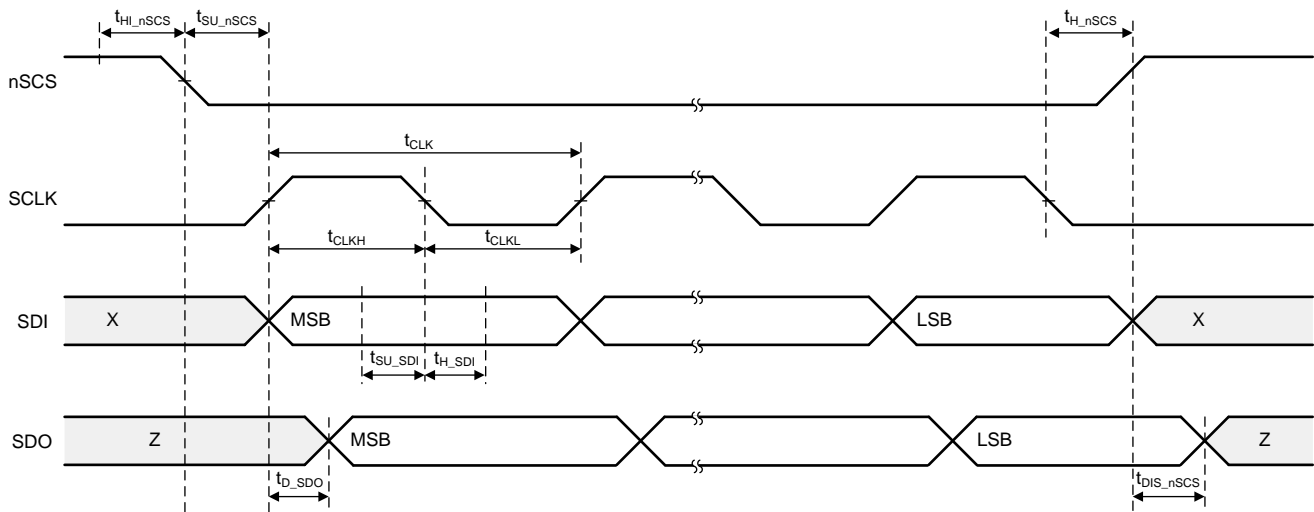 tHI_nSCS tSU_nSCS tH_nSCS
nSCS
tCLK
SCLK
tCLKH tCLKL
SDI X MSB LSB X
tSU_SDI tH_SDI
SDO Z MSB LSB Z
tD_SDO tDIS_nSCS